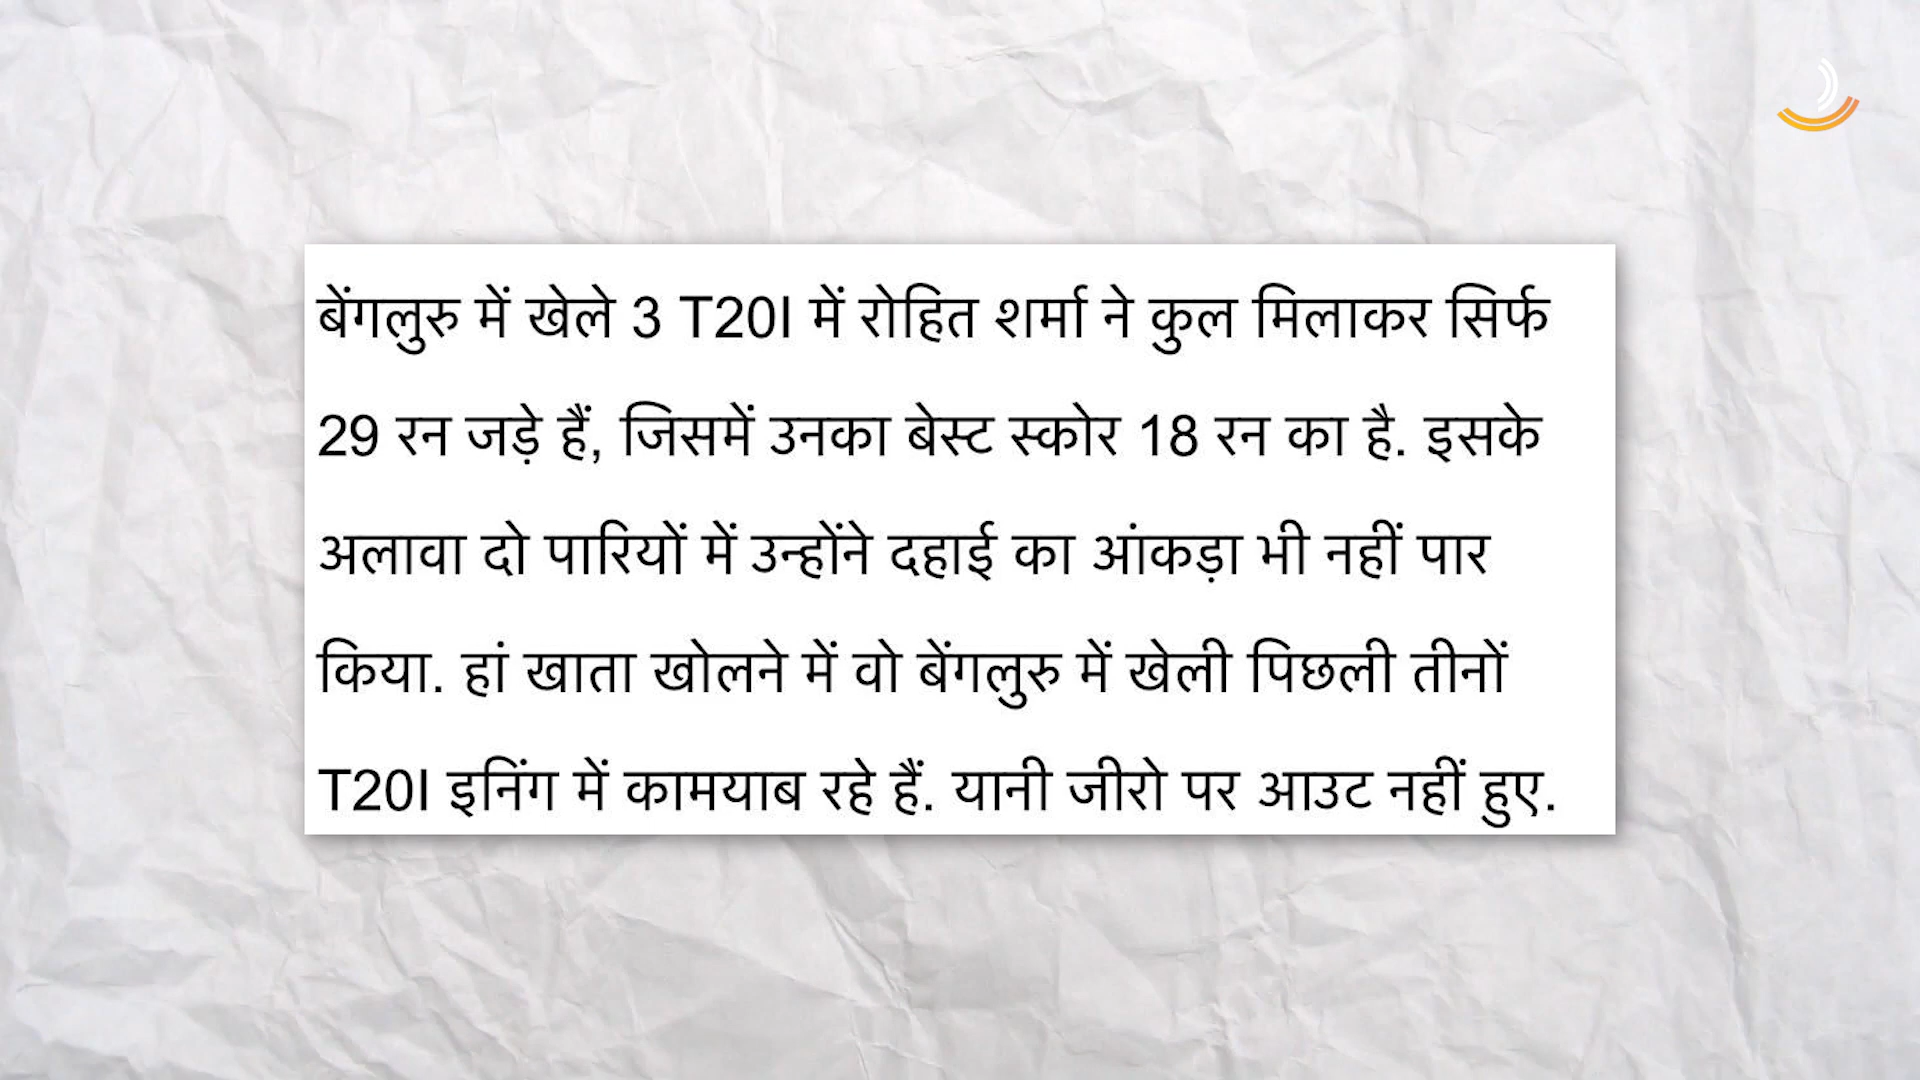 बेंगलुरु में खेले 3 T20I में रोहित शर्मा ने कुल मिलाकर सिर्फ
29 रन जड़े हैं, जिसमें उनका बेस्ट स्कोर 18 रन का है. इसके
अलावा दो पारियों में उन्होंने दहाई का आंकड़ा भी नहीं पार
किया. हां खाता खोलने में वो बेंगलुरु में खेली पिछली तीनों
T20I इनिंग में कामयाब रहे हैं. यानी जीरो पर आउट नहीं हुए.